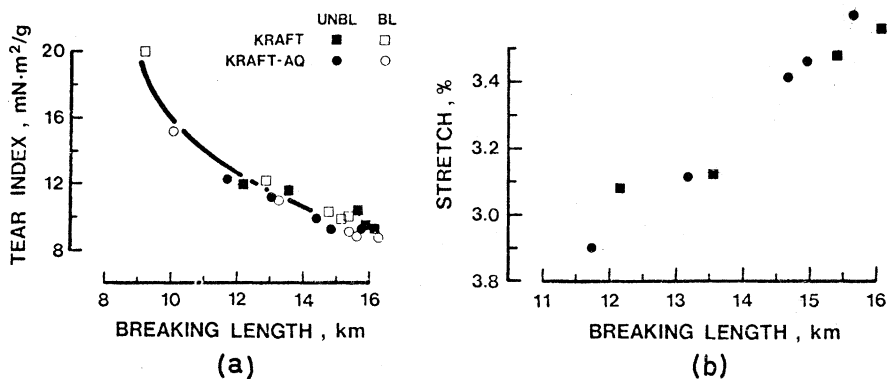 UNBL BL
KRAFT
KRAFT-AQ
TEAR INDEX , mN·m²/g
20
16
12
8
8 10 12 14 16
BREAKING LENGTH , km
(a)
STRETCH , %
3.4
3.2
3.0
3.8
11 12 13 14 15 16
BREAKING LENGTH , km
(b)